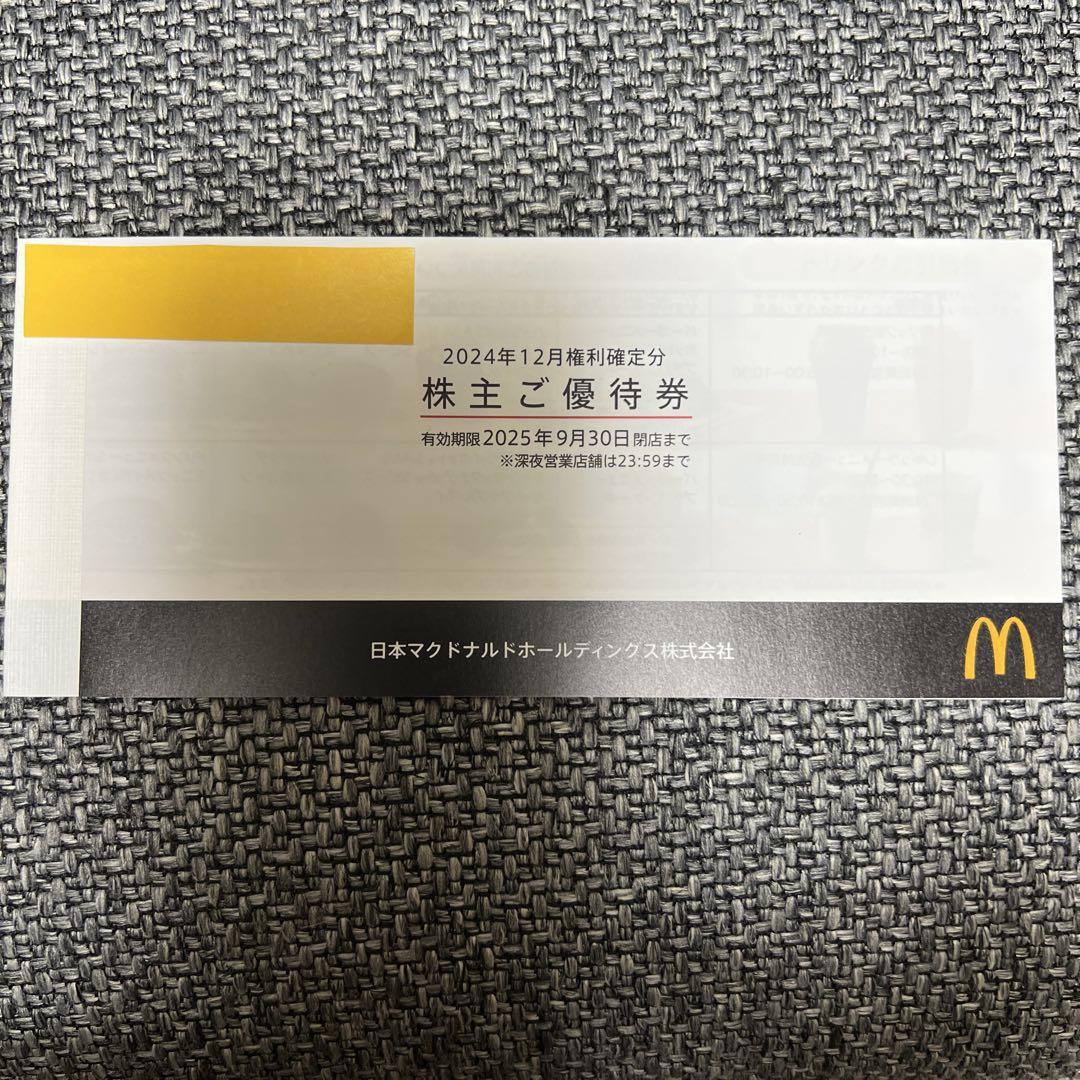 2024年12月権利確定分
株主ご優待券
有効期限2025年9月30日閉店まで
※深夜営業店舗は23:59まで
日本マクドナルドホールディングス株式会社